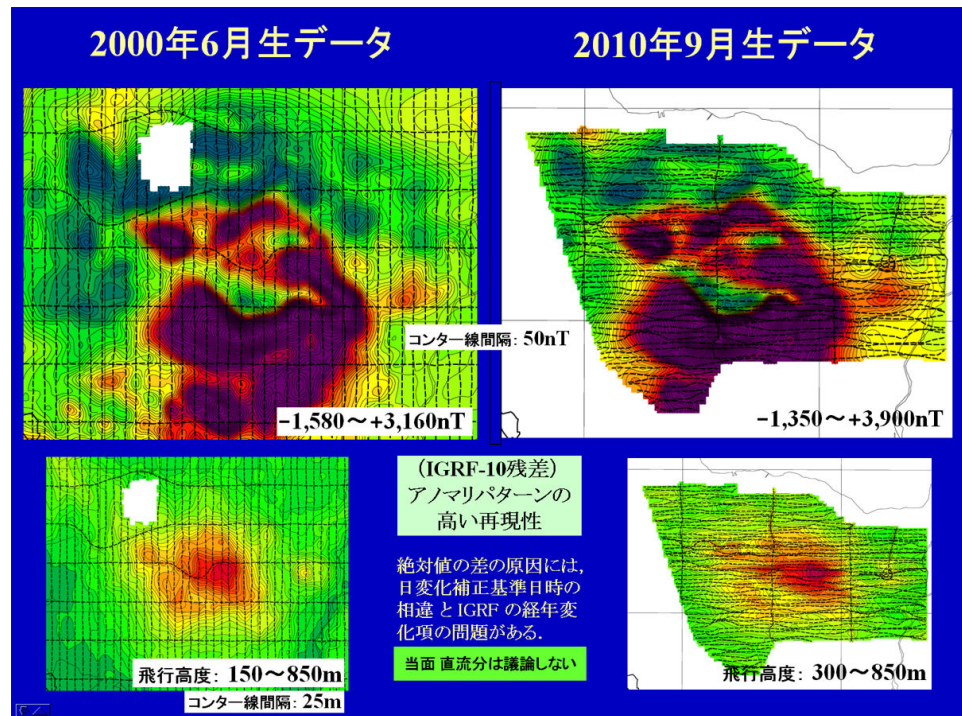 2000年6月生データ
2010年9月生データ
コンター線間隔: 50nT
−1,580～+3,160nT
−1,350～+3,900nT
(IGRF-10残差)
アノマリパターンの
高い再現性
絶対値の差の原因には,
日変化補正基準日時の
相違 と IGRF の経年変
化項の問題がある.
当面 直流分は議論しない
飛行高度: 150～850m
コンター線間隔: 25m
飛行高度: 300～850m